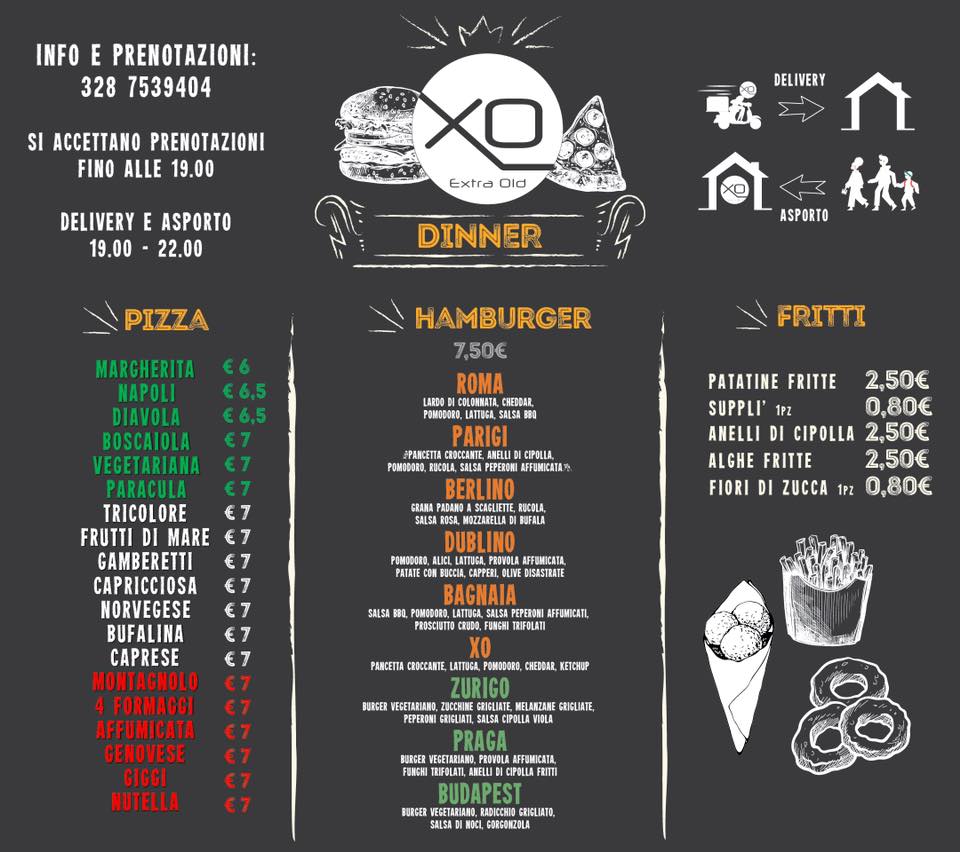 INFO E PRENOTAZIONI:
328 7539404
SI ACCETTANO PRENOTAZIONI
FINO ALLE 19.00
DELIVERY E ASPORTO
19.00 - 22.00
XO
Extra Old
DINNER
DELIVERY
XO
XO
ASPORTO
PIZZA
MARGHERITA € 6
NAPOLI € 6,5
DIAVOLA € 6,5
BOSCAIOLA € 7
VEGETARIANA € 7
PARACULA € 7
TRICOLORE € 7
FRUTTI DI MARE € 7
GAMBERETTI € 7
CAPRICCIOSA € 7
NORVEGESE € 7
BUFALINA € 7
CAPRESE € 7
MONTAGNOLO € 7
4 FORMAGGI € 7
AFFUMICATA € 7
GENOVESE € 7
GIGGI € 7
NUTELLA € 7
HAMBURGER
7,50€
ROMA
LARDO DI COLONNATA, CHEDDAR,
POMODORO, LATTUGA, SALSA BBQ
PARIGI
PANCETTA CROCCANTE, ANELLI DI CIPOLLA,
POMODORO, RUCOLA, SALSA PEPERONI AFFUMICATA
BERLINO
GRANA PADANO A SCAGLIETTE, RUCOLA,
SALSA ROSA, MOZZARELLA DI BUFALA
DUBLINO
POMODORO, ALICI, LATTUGA, PROVOLA AFFUMICATA,
PATATE CON BUCCIA, CAPPERI, OLIVE DISASTRATE
BAGNAIA
SALSA BBQ, POMODORO, LATTUGA, SALSA PEPERONI AFFUMICATI,
PROSCIUTTO CRUDO, FUNGHI TRIFOLATI
XO
PANCETTA CROCCANTE, LATTUGA, POMODORO, CHEDDAR, KETCHUP
ZURIGO
BURGER VEGETARIANO, ZUCCHINE GRIGLIATE, MELANZANE GRIGLIATE,
PEPERONI GRIGLIATI, SALSA CIPOLLA VIOLA
PRAGA
BURGER VEGETARIANO, PROVOLA AFFUMICATA,
FUNGHI TRIFOLATI, ANELLI DI CIPOLLA FRITTI
BUDAPEST
BURGER VEGETARIANO, RADICCHIO GRIGLIATO,
SALSA DI NOCI, GORGONZOLA
FRITTI
PATATINE FRITTE 2,50€
SUPPLI' 1PZ 0,80€
ANELLI DI CIPOLLA 2,50€
ALGHE FRITTE 2,50€
FIORI DI ZUCCA 1PZ 0,80€